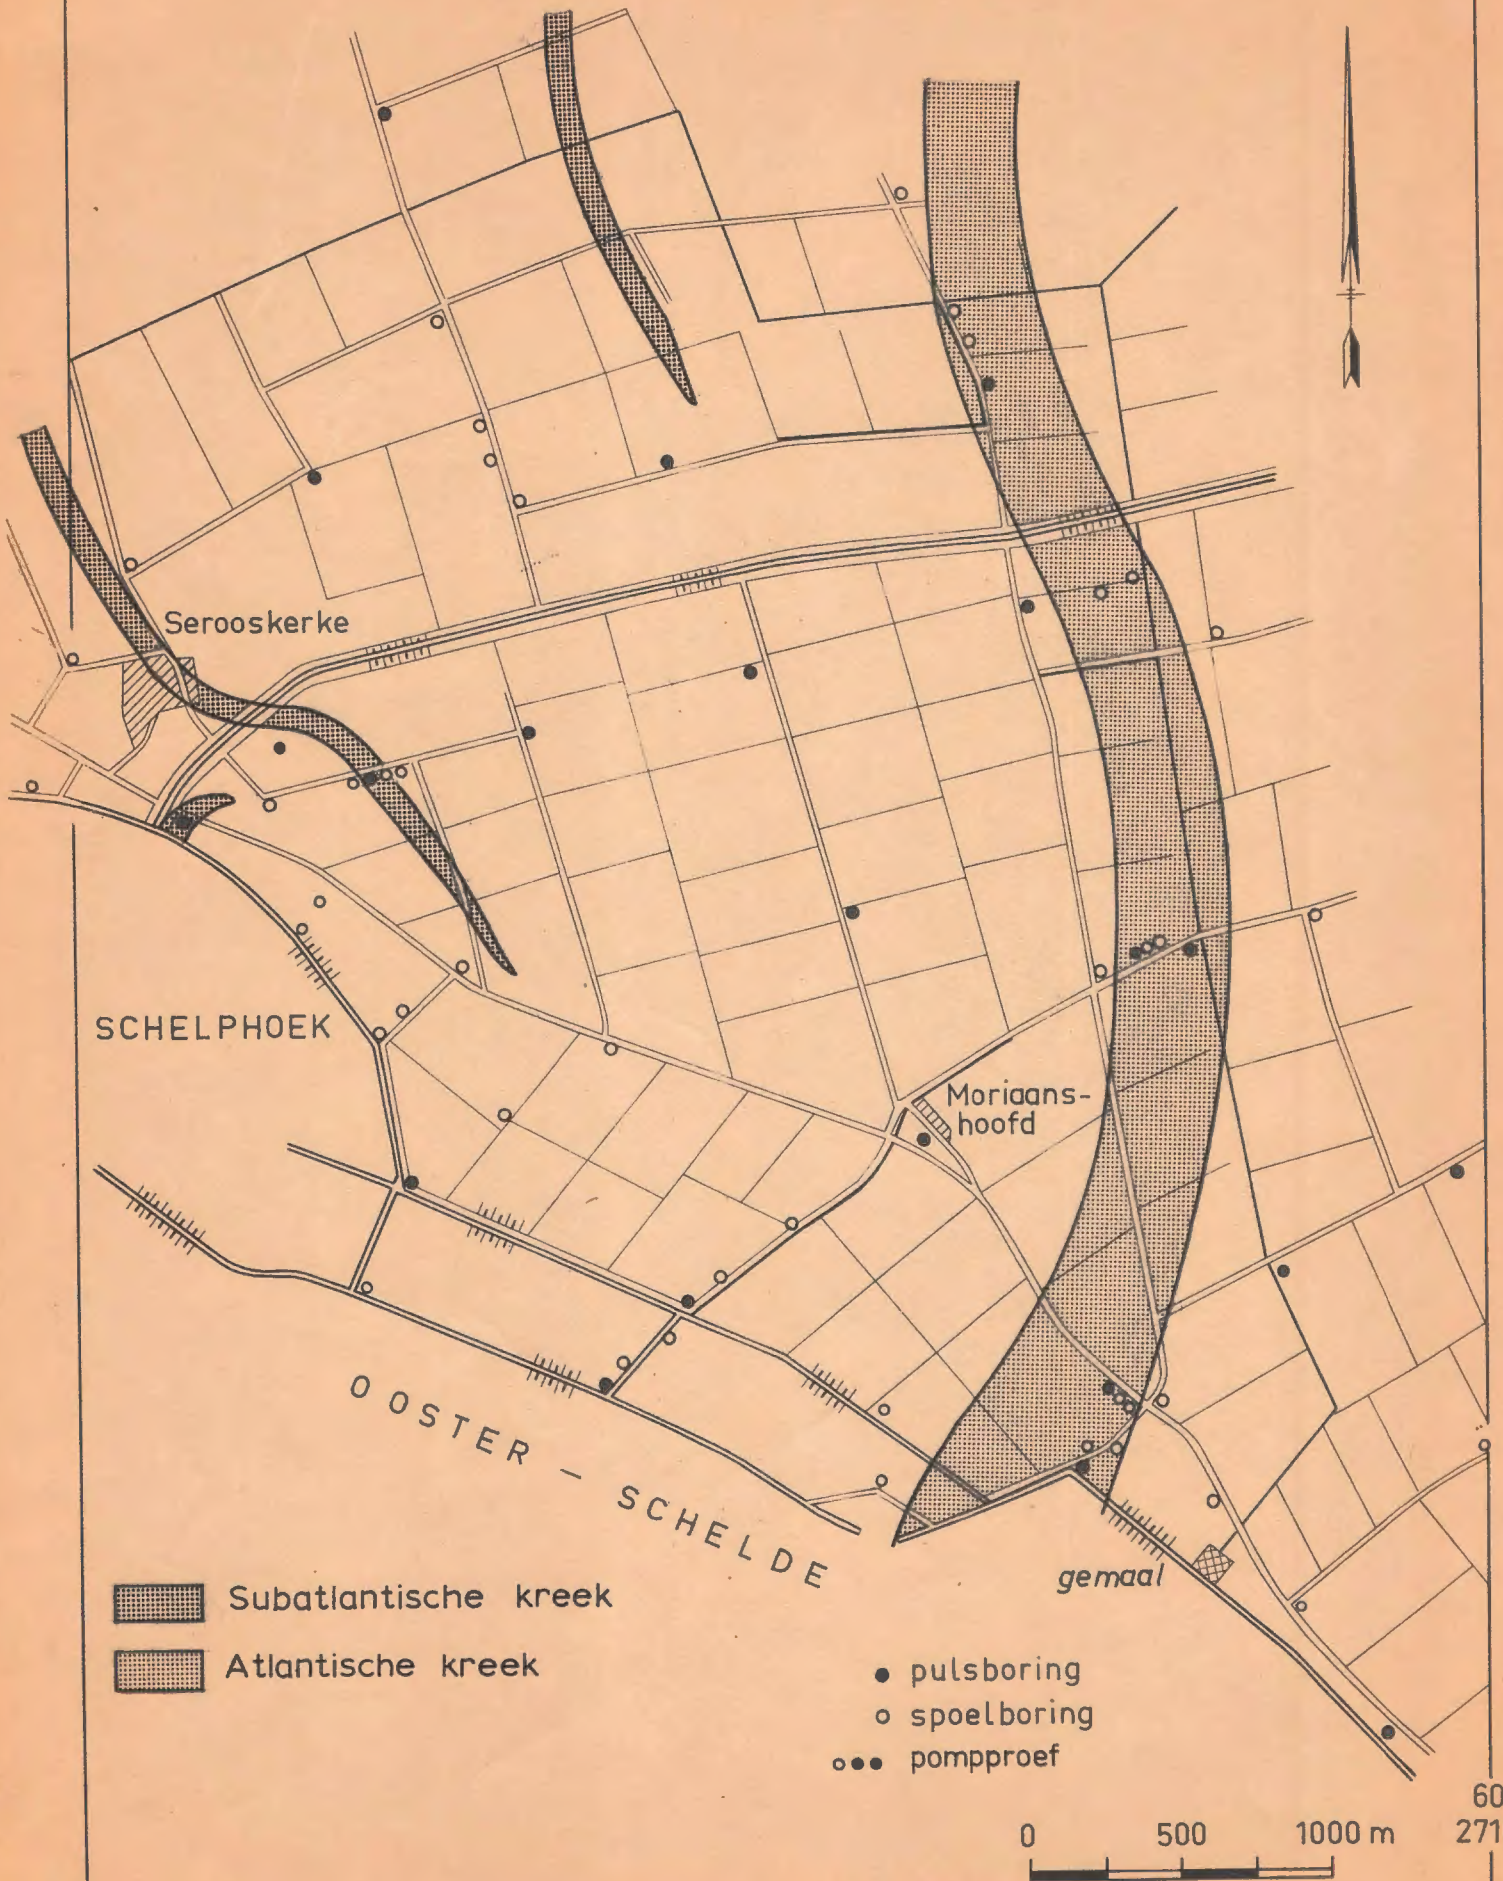 Serooskerke
SCHELPHOEK
Moriaans-
hoofd
OOSTER – SCHELDE
gemaal
Subatlantische kreek
Atlantische kreek
pulsboring
spoelboring
pompproef
0 500 1000 m
60
271